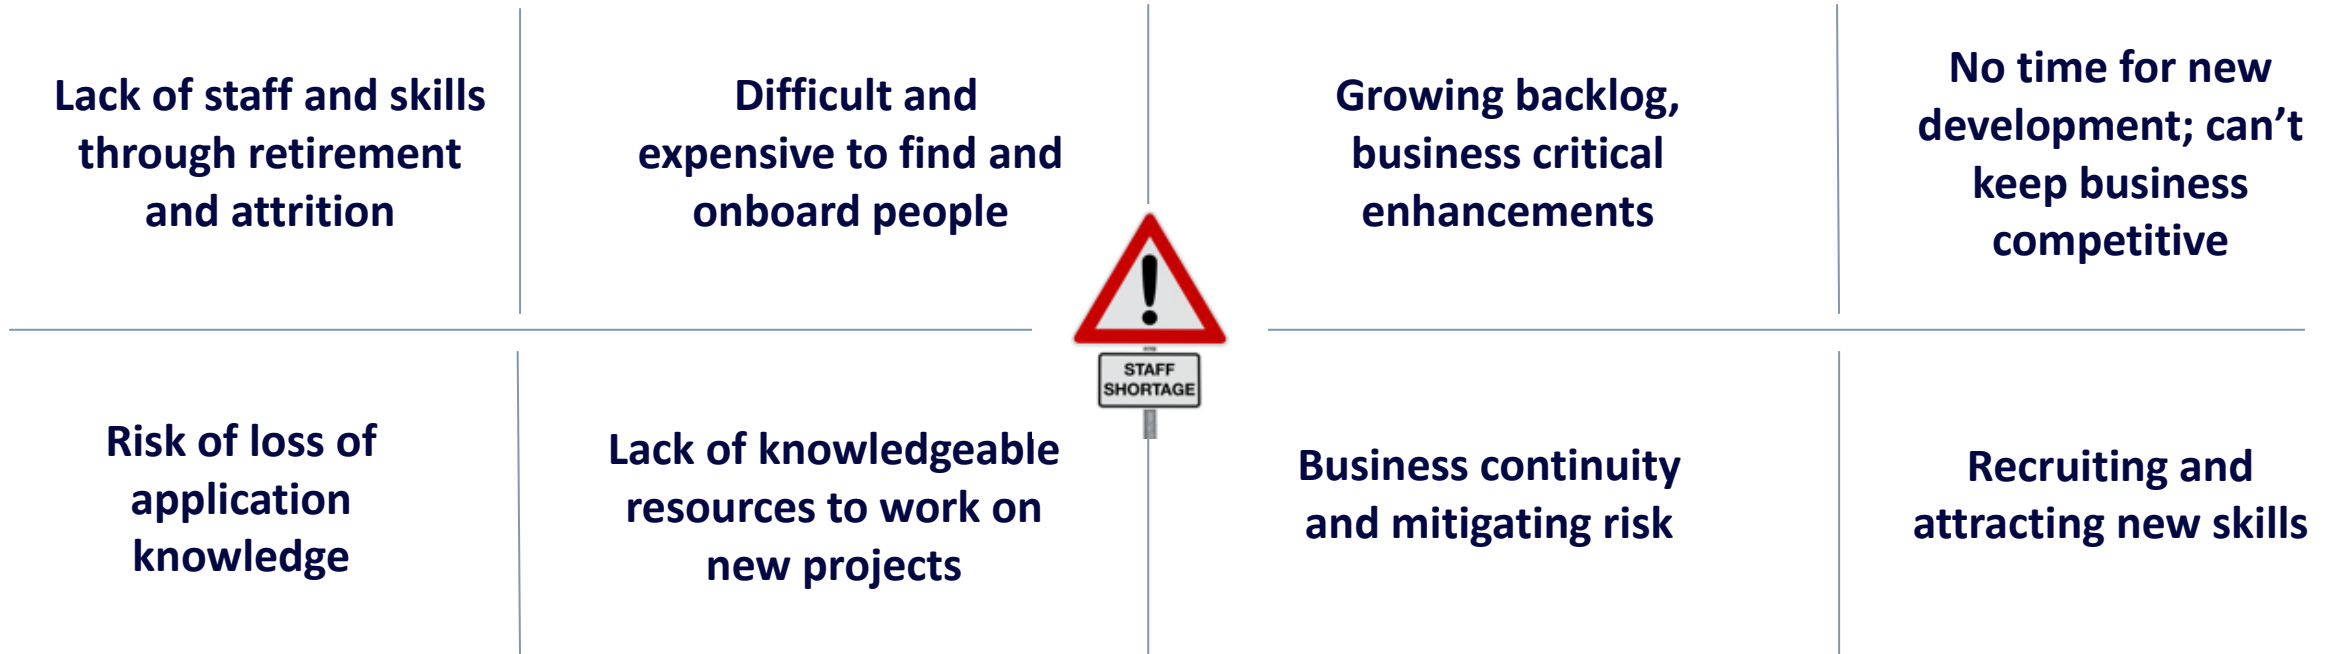 Lack of staff and skills
through retirement
and attrition
Difficult and
expensive to find and
onboard people
Growing backlog,
business critical
enhancements
No time for new
development; can’t
keep business
competitive
STAFF
SHORTAGE
Risk of loss of
application
knowledge
Lack of knowledgeable
resources to work on
new projects
Business continuity
and mitigating risk
Recruiting and
attracting new skills